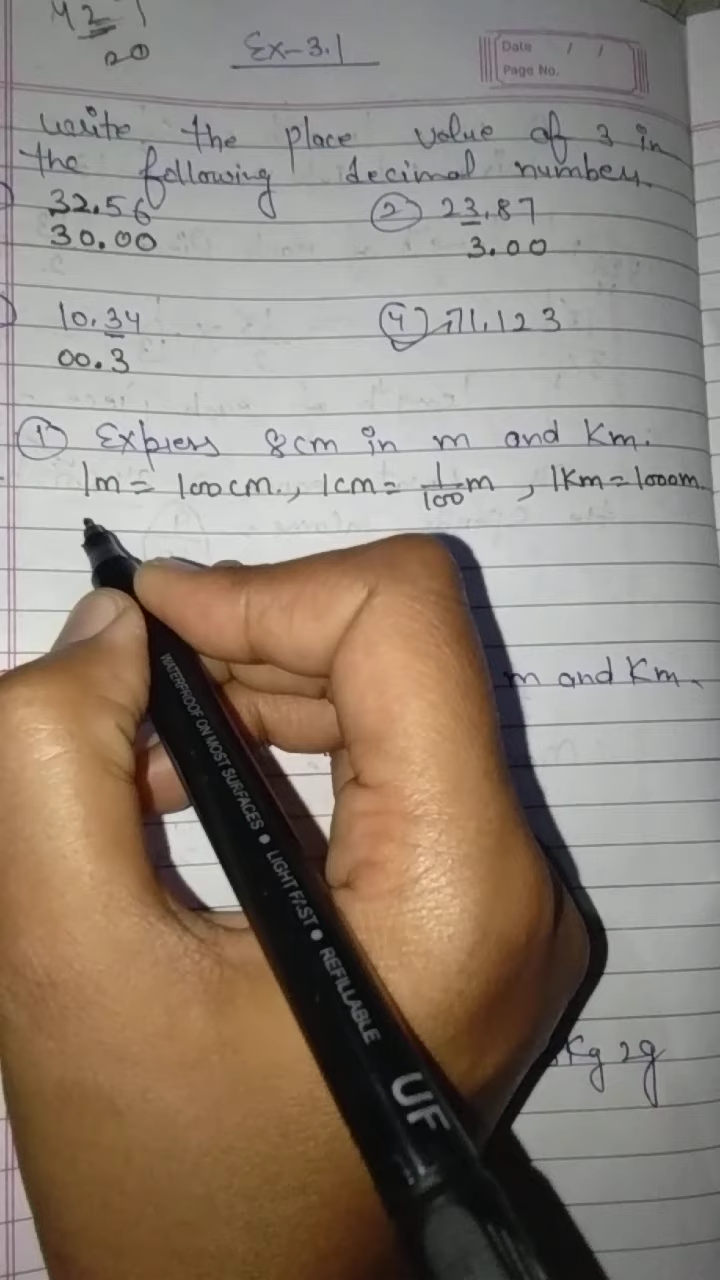 20
Ex-3.1
Date / /
Page No.
write the place value of 3 in
the following decimal number.
32.56
30.00
② 23.87
3.00
10.34
00.3
④ 71.123
① Express 8cm in m and Km.
1m = 100cm., 1cm = 1/100 m , 1Km = 1000m.
m and Km.
Kg 2g
WATERPROOF ON MOST SURFACES • LIGHT FAST • REFILLABLE
UF